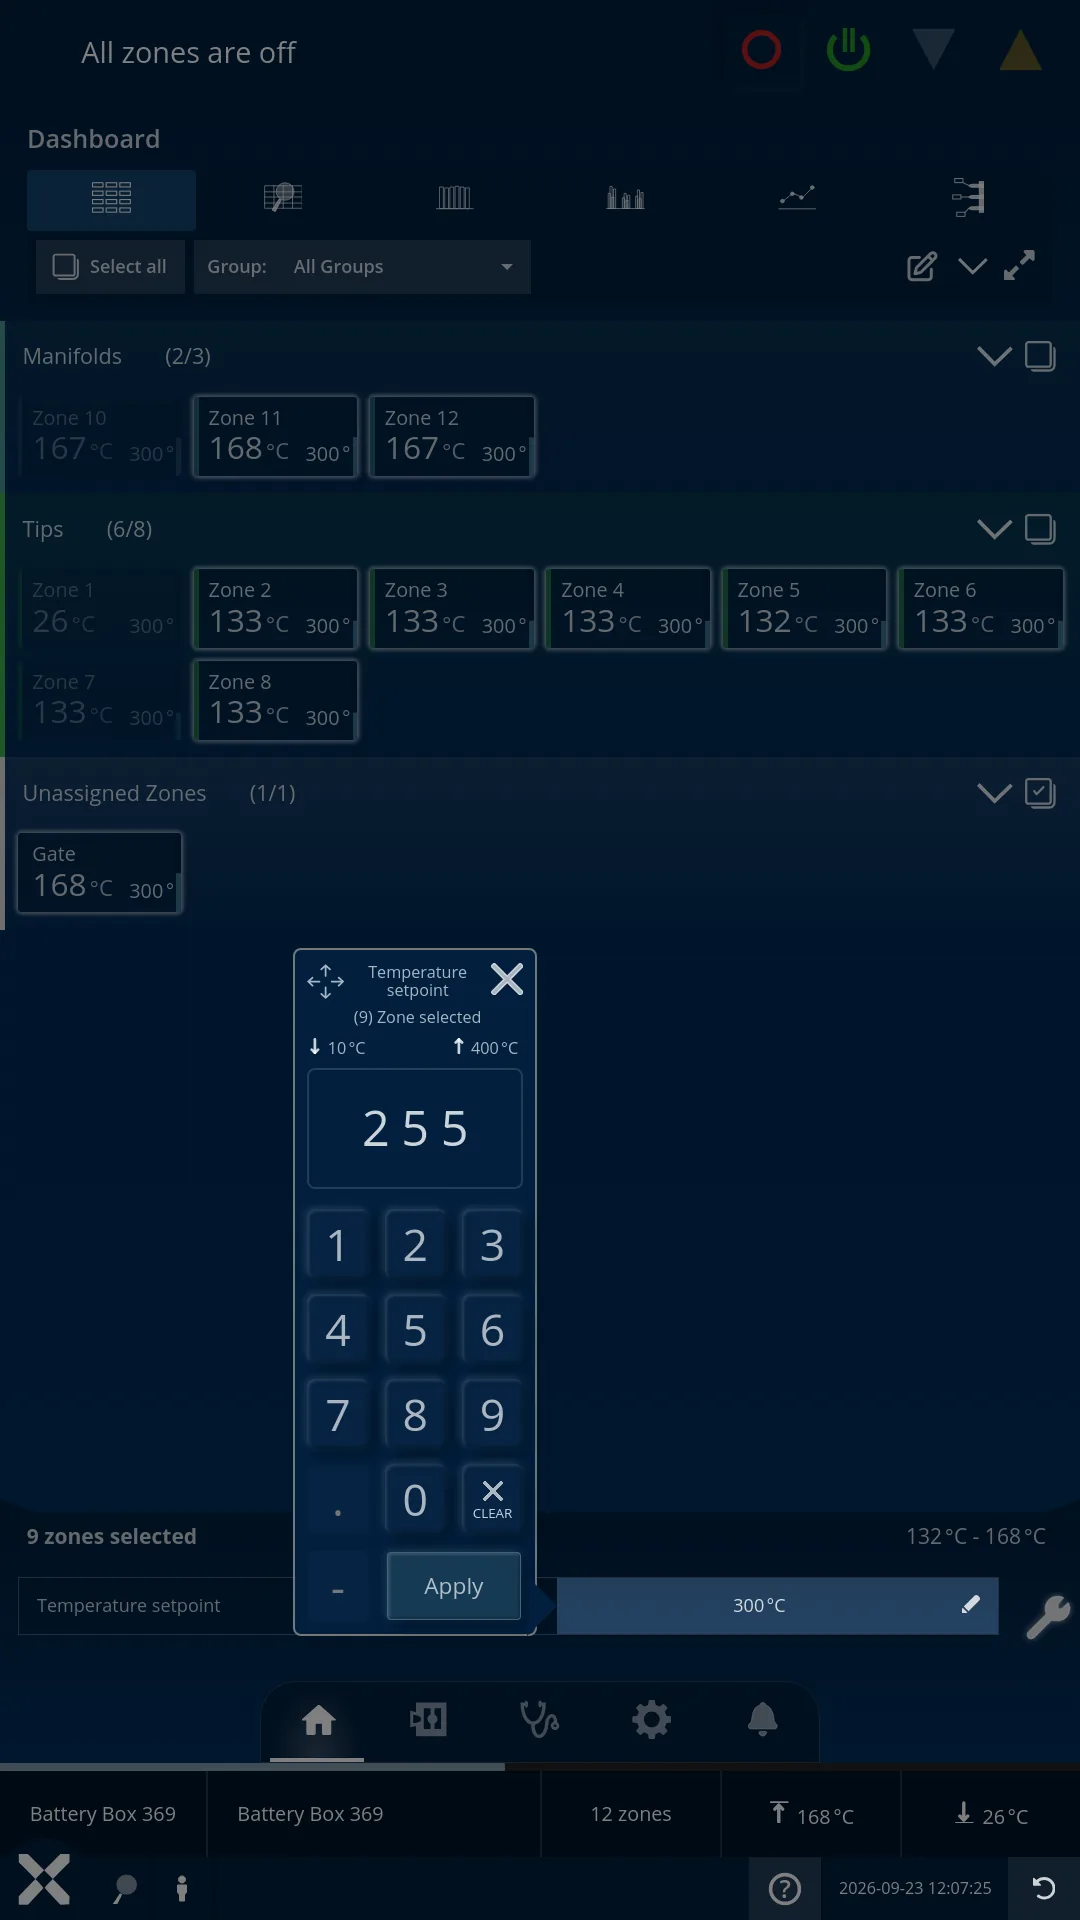 All zones are off
Dashboard
Select all
Group: All Groups
Manifolds (2/3)
Zone 10
167 °C 300°
Zone 11
168 °C 300°
Zone 12
167 °C 300°
Tips (6/8)
Zone 1
26 °C 300°
Zone 2
133 °C 300°
Zone 3
133 °C 300°
Zone 4
133 °C 300°
Zone 5
132 °C 300°
Zone 6
133 °C 300°
Zone 7
133 °C 300°
Zone 8
133 °C 300°
Unassigned Zones (1/1)
Gate
168 °C 300°
Temperature
setpoint
(9) Zone selected
10 °C 400 °C
255
1 2 3
4 5 6
7 8 9
. 0 CLEAR
- Apply
9 zones selected
132 °C - 168 °C
Temperature setpoint
300 °C
Battery Box 369
Battery Box 369
12 zones
168 °C
26 °C
?
2026-09-23 12:07:25